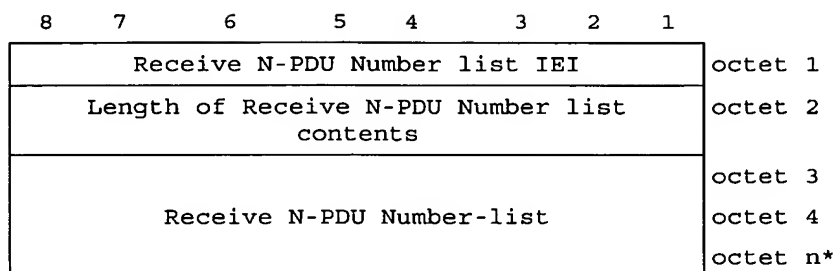 8 7 6 5 4 3 2 1
Receive N-PDU Number list IEI octet 1
Length of Receive N-PDU Number list octet 2
contents
octet 3
Receive N-PDU Number-list octet 4
octet n*